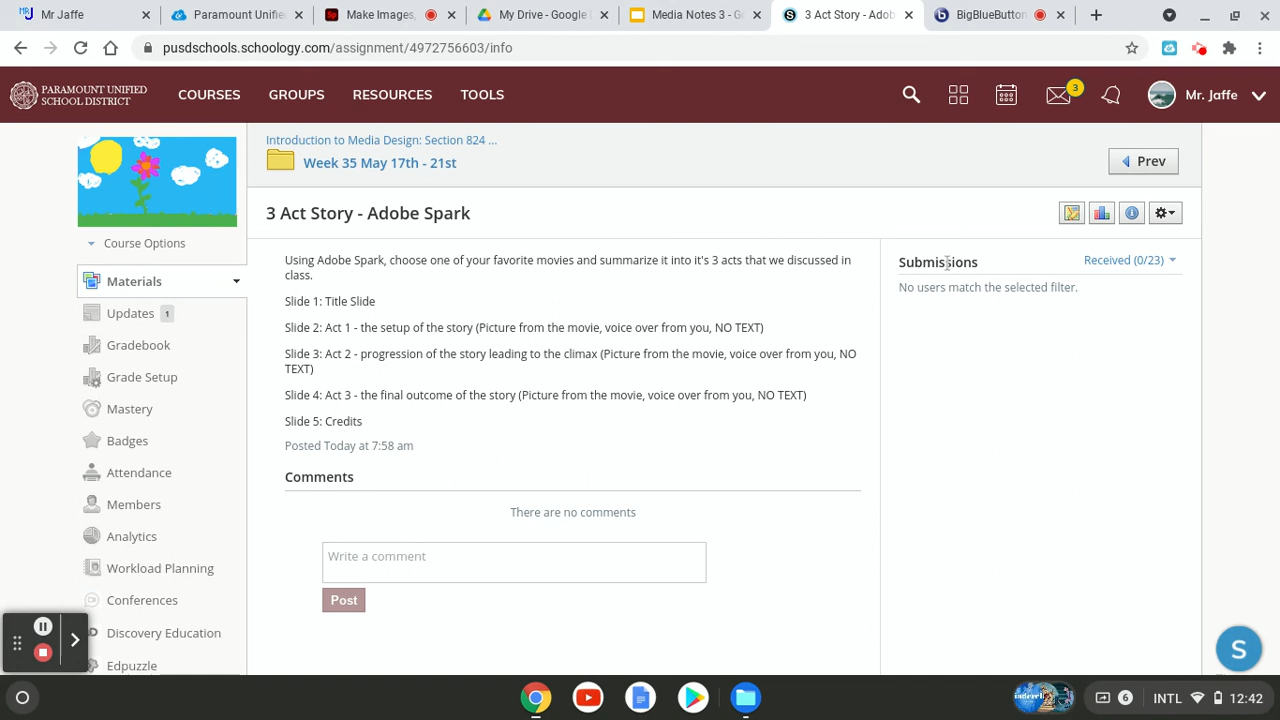 Mr Jaffe
Paramount Unifie
Make Images,
My Drive - Google
Media Notes 3 - G
3 Act Story - Adob
BigBlueButton
pusdschools.schoology.com/assignment/4972756603/info
PARAMOUNT UNIFIED
SCHOOL DISTRICT
COURSES GROUPS RESOURCES TOOLS
3
Mr. Jaffe
Introduction to Media Design: Section 824 ...
Week 35 May 17th - 21st
Prev
3 Act Story - Adobe Spark
Course Options
Materials
Updates 1
Gradebook
Grade Setup
Mastery
Badges
Attendance
Members
Analytics
Workload Planning
Conferences
Discovery Education
Edpuzzle
Using Adobe Spark, choose one of your favorite movies and summarize it into it's 3 acts that we discussed in
class.
Slide 1: Title Slide
Slide 2: Act 1 - the setup of the story (Picture from the movie, voice over from you, NO TEXT)
Slide 3: Act 2 - progression of the story leading to the climax (Picture from the movie, voice over from you, NO
TEXT)
Slide 4: Act 3 - the final outcome of the story (Picture from the movie, voice over from you, NO TEXT)
Slide 5: Credits
Posted Today at 7:58 am
Comments
There are no comments
Write a comment
Post
Submissions
Received (0/23)
No users match the selected filter.
S
6
INTL
12:42